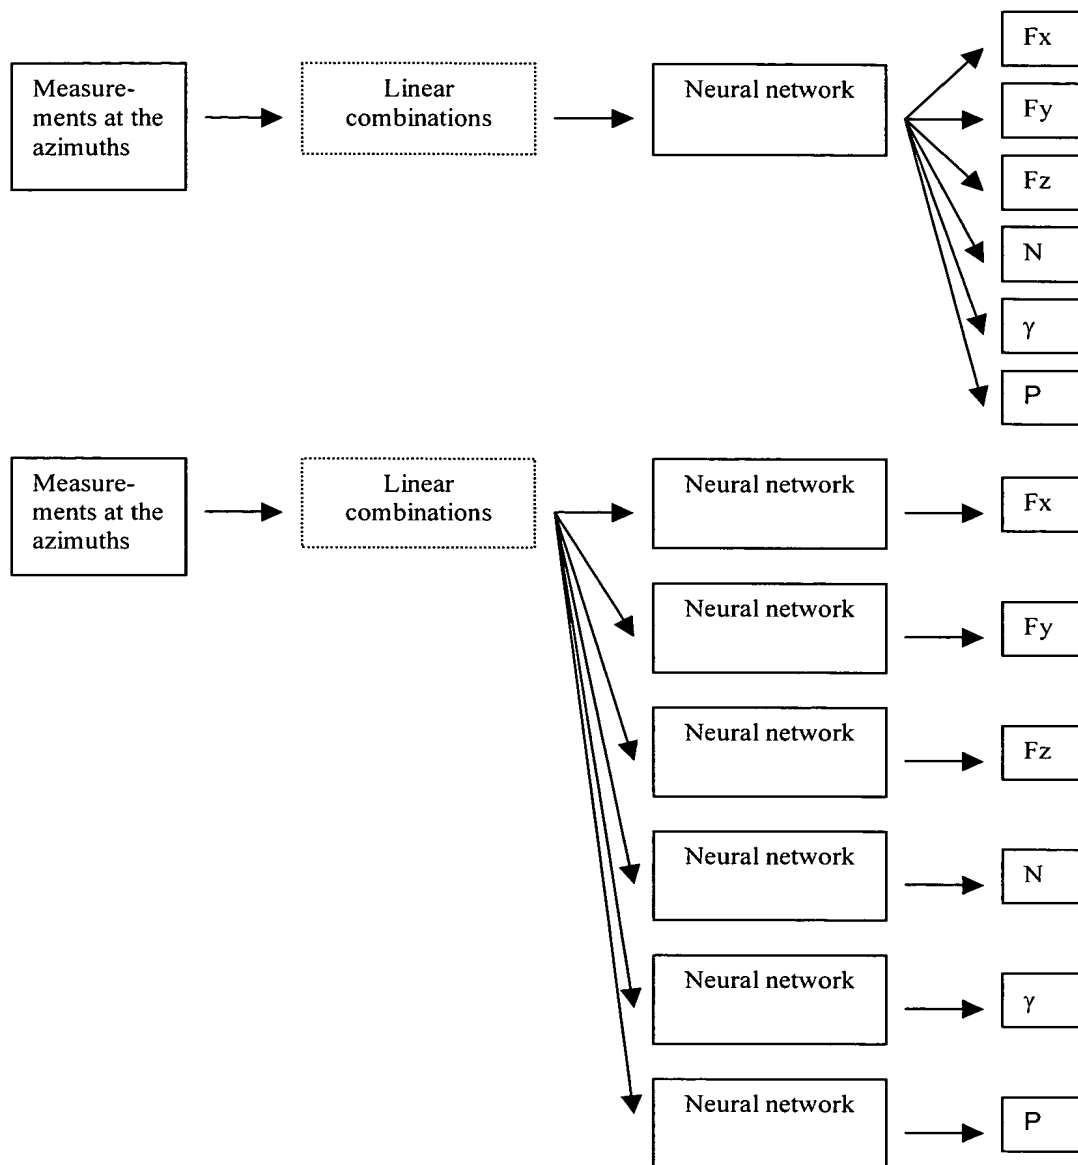 Measure-
ments at the
azimuths
Linear
combinations
Neural network
Fx
Fy
Fz
N
γ
P
Measure-
ments at the
azimuths
Linear
combinations
Neural network
Fx
Neural network
Fy
Neural network
Fz
Neural network
N
Neural network
γ
Neural network
P